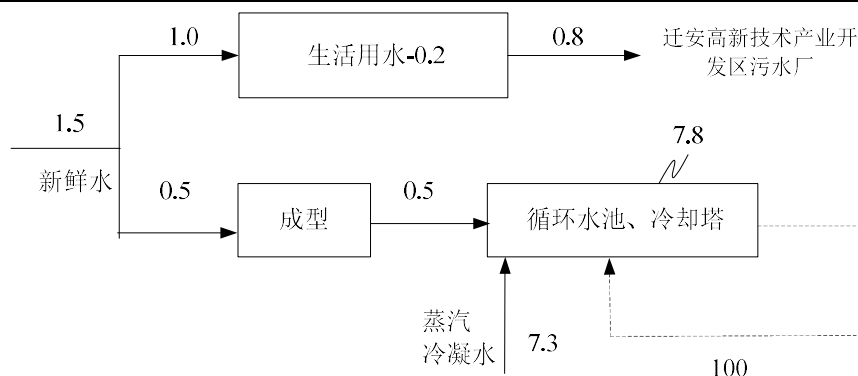 1.0
生活用水-0.2
0.8
迁安高新技术产业开
发区污水厂
1.5
新鲜水
0.5
成型
0.5
7.8
循环水池、冷却塔
蒸汽
冷凝水
7.3
100